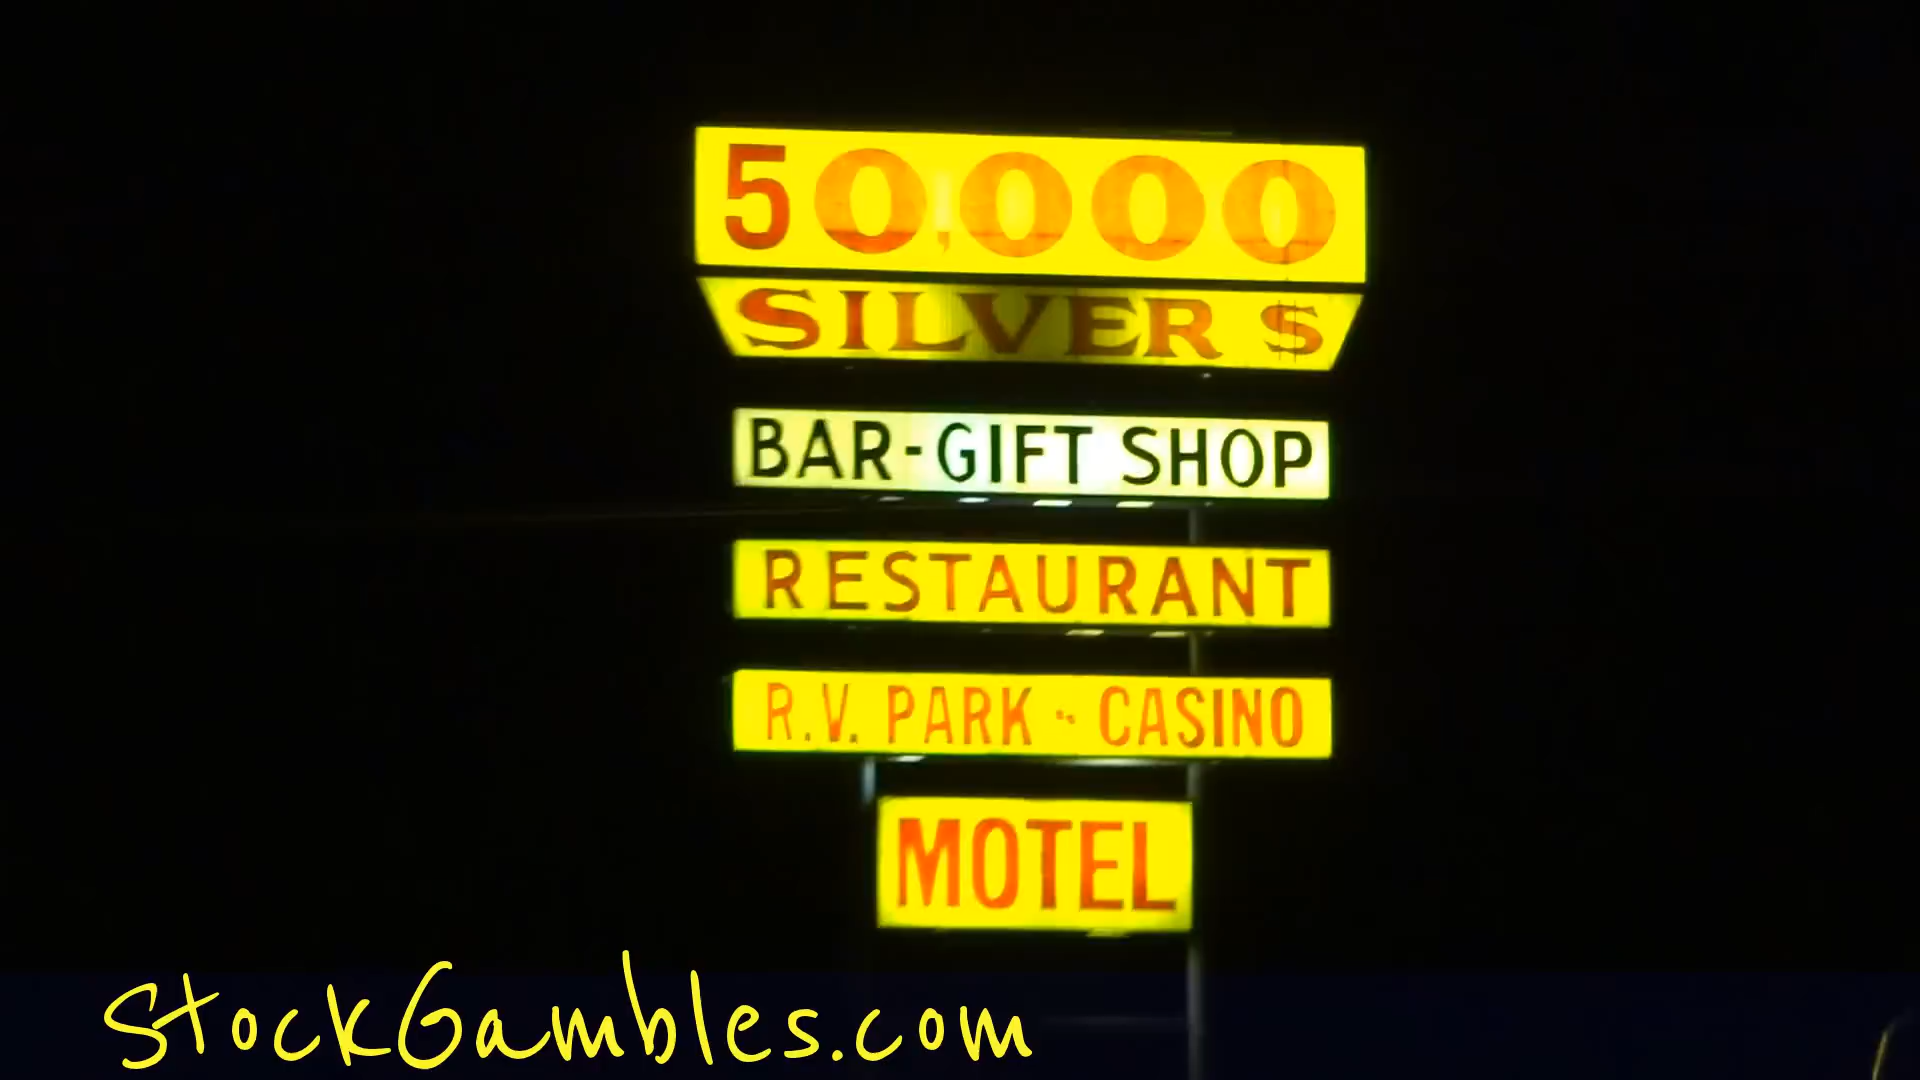 50,000
SILVER $
BAR-GIFT SHOP
RESTAURANT
R.V. PARK - CASINO
MOTEL
StockGambles.com